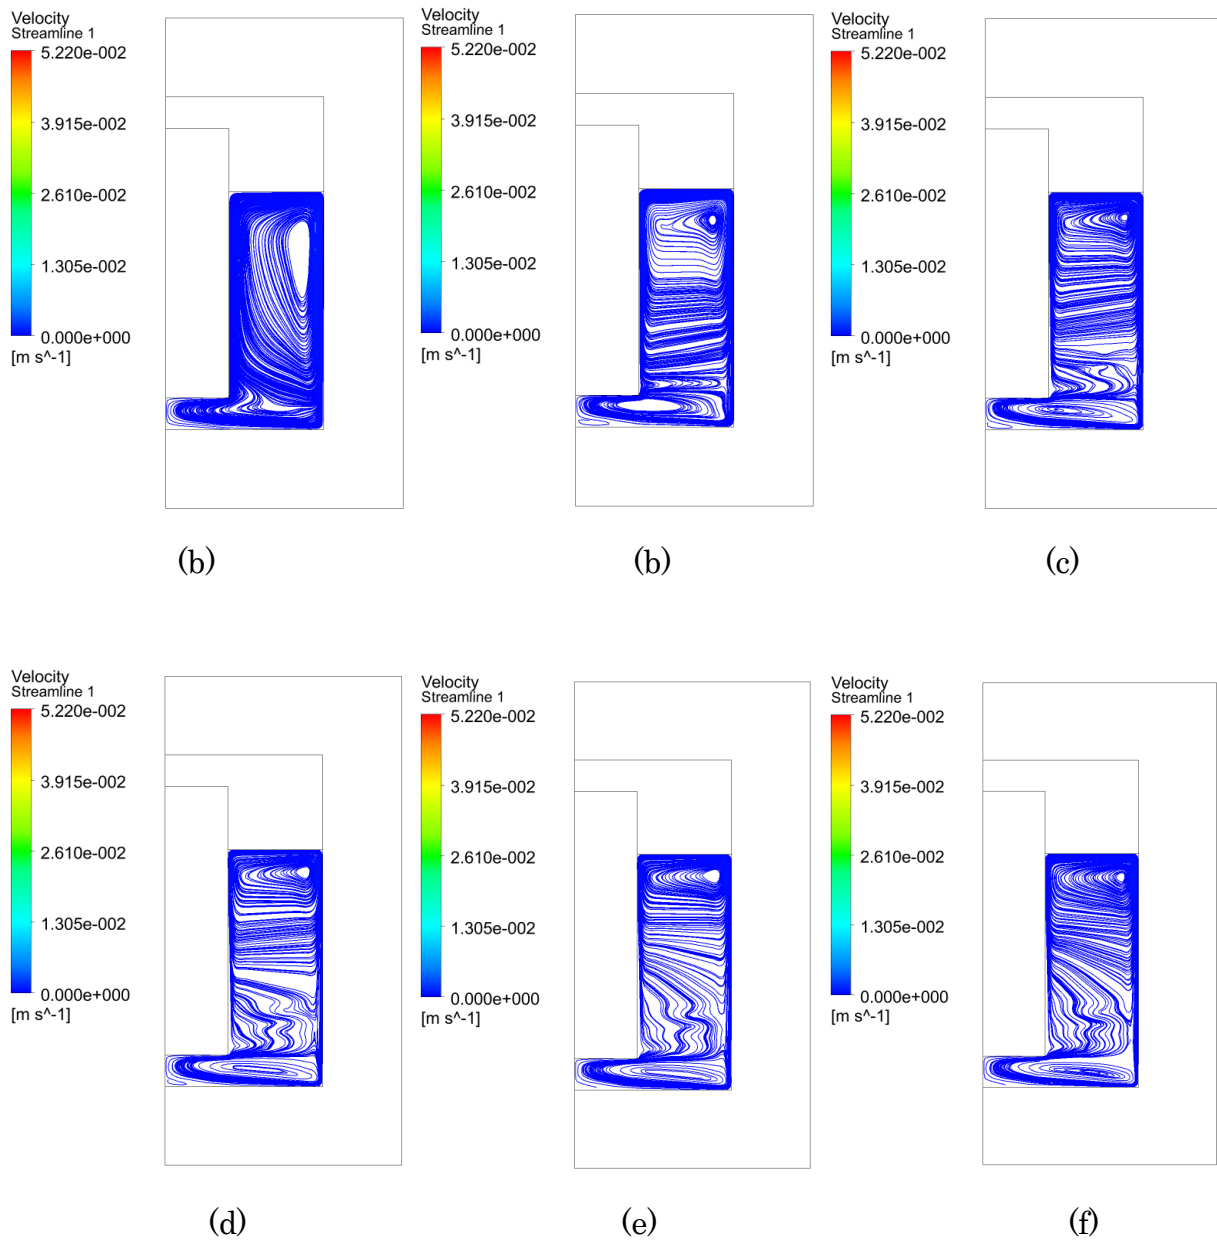 Velocity
Streamline 1
5.220e-002
3.915e-002
2.610e-002
1.305e-002
0.000e+000
[m s^-1]
Velocity
Streamline 1
5.220e-002
3.915e-002
2.610e-002
1.305e-002
0.000e+000
[m s^-1]
Velocity
Streamline 1
5.220e-002
3.915e-002
2.610e-002
1.305e-002
0.000e+000
[m s^-1]
(b)
(b)
(c)
Velocity
Streamline 1
5.220e-002
3.915e-002
2.610e-002
1.305e-002
0.000e+000
[m s^-1]
Velocity
Streamline 1
5.220e-002
3.915e-002
2.610e-002
1.305e-002
0.000e+000
[m s^-1]
Velocity
Streamline 1
5.220e-002
3.915e-002
2.610e-002
1.305e-002
0.000e+000
[m s^-1]
(d)
(e)
(f)